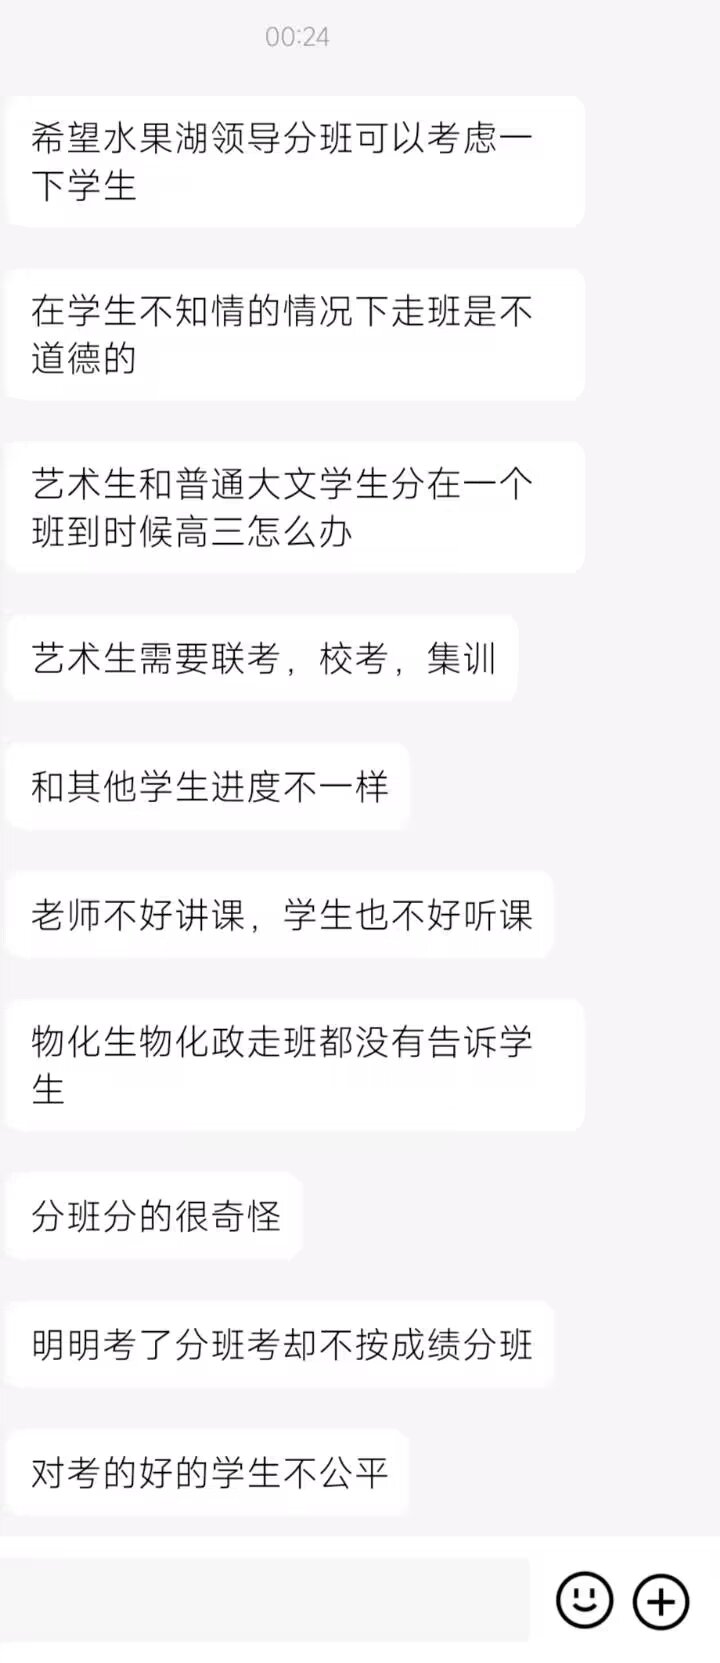 00:24
希望水果湖领导分班可以考虑一
下学生
在学生不知情的情况下走班是不
道德的
艺术生和普通大文学生分在一个
班到时候高三怎么办
艺术生需要联考，校考，集训
和其他学生进度不一样
老师不好讲课，学生也不好听课
物化生物化政走班都没有告诉学
生
分班分的很奇怪
明明考了分班考却不按成绩分班
对考的好的学生不公平